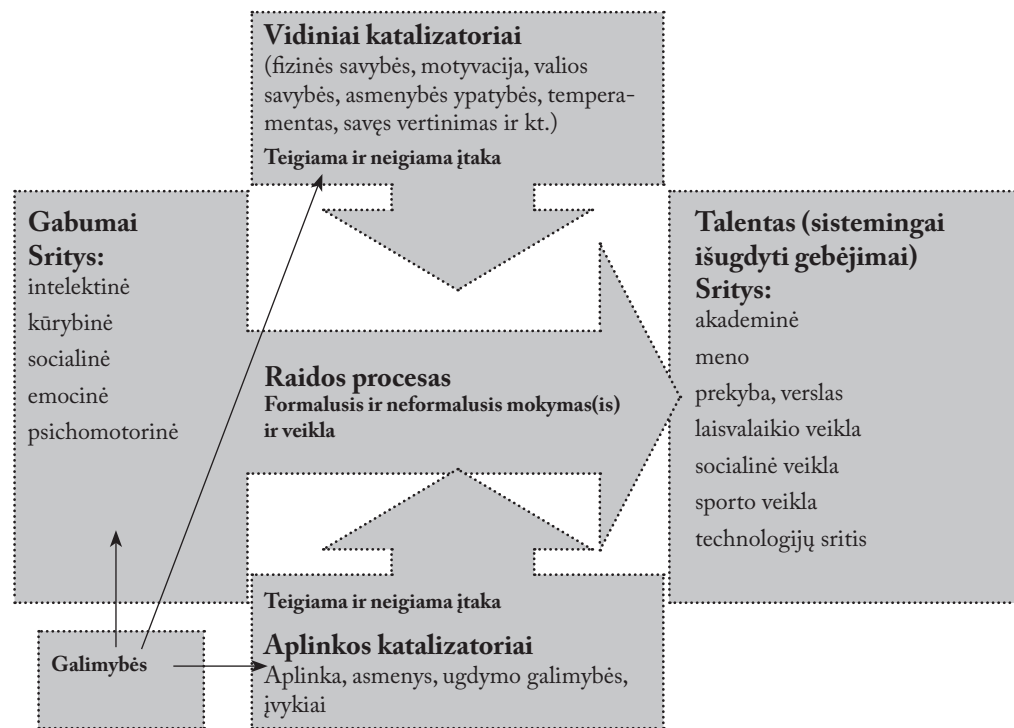 Vidiniai katalizatoriai
(fizinės savybės, motyvacija, valios
savybės, asmenybės ypatybės, tempera-
mentas, savęs vertinimas ir kt.)
Teigiama ir neigiama įtaka
Gabumai
Sritys:
intelektinė
kūrybinė
socialinė
emocinė
psichomotorinė
Raidos procesas
Formalusis ir neformalusis mokymas(is)
ir veikla
Talentas (sistemingai
išugdyti gebėjimai)
Sritys:
akademinė
meno
prekyba, verslas
laisvalaikio veikla
socialinė veikla
sporto veikla
technologijų sritis
Teigiama ir neigiama įtaka
Aplinkos katalizatoriai
Aplinka, asmenys, ugdymo galimybės,
įvykiai
Galimybės